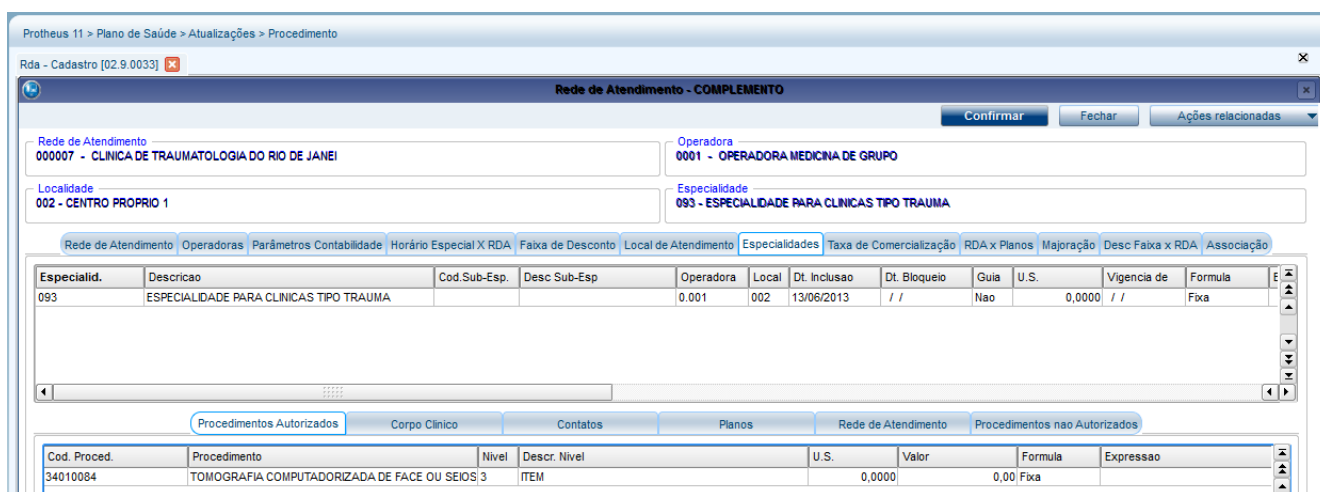 Protheus 11 > Plano de Saúde > Atualizações > Procedimento
Rda - Cadastro [02.9.0033]
Rede de Atendimento - COMPLEMENTO
Confirmar Fechar Ações relacionadas
Rede de Atendimento Operadora
000007 - CLINICA DE TRAUMATOLOGIA DO RIO DE JANEI 0001 - OPERADORA MEDICINA DE GRUPO
Localidade Especialidade
002 - CENTRO PROPRIO 1 093 - ESPECIALIDADE PARA CLINICAS TIPO TRAUMA
Rede de Atendimento Operadoras Parâmetros Contabilidade Horário Especial X RDA Faixa de Desconto Local de Atendimento Especialidades Taxa de Comercialização RDA x Planos Majoração Desc Faixa x RDA Associação
Especialid. Descricao Cod.Sub-Esp. Desc Sub-Esp Operadora Local Dt. Inclusao Dt. Bloqueio Guia U.S. Vigencia de Formula E
093 ESPECIALIDADE PARA CLINICAS TIPO TRAUMA 0.001 002 13/06/2013 / / Nao 0,0000 / / Fixa
Procedimentos Autorizados Corpo Clinico Contatos Planos Rede de Atendimento Procedimentos nao Autorizados
Cod. Proced. Procedimento Nivel Descr. Nivel U.S. Valor Formula Expressao
34010084 TOMOGRAFIA COMPUTADORIZADA DE FACE OU SEIOS 3 ITEM 0,0000 0,00 Fixa